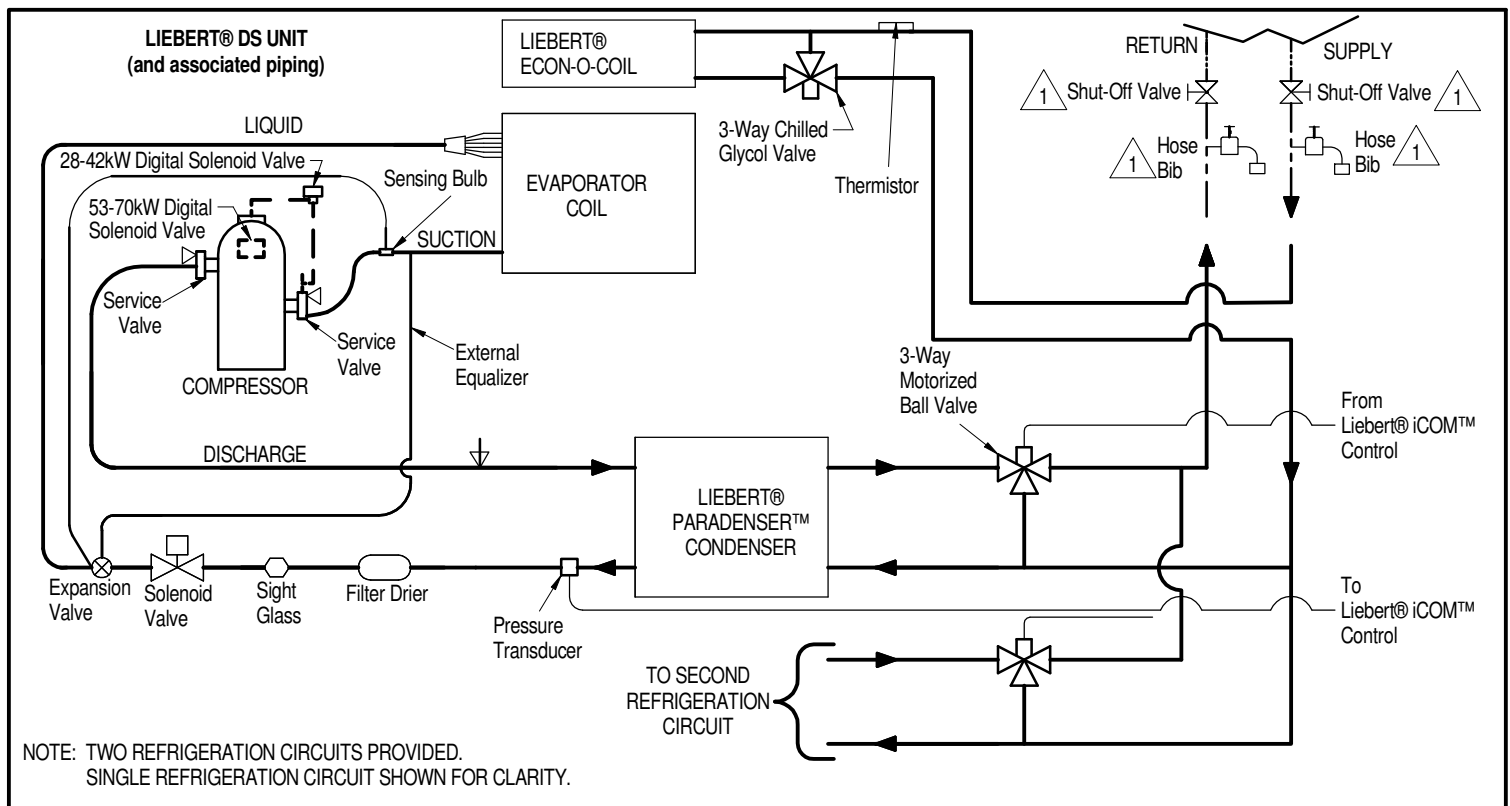 LIEBERT® DS UNIT
(and associated piping)
LIEBERT®
ECON-O-COIL
RETURN
SUPPLY
1
Shut-Off Valve
Shut-Off Valve
1
3-Way Chilled
Glycol Valve
Thermistor
1
Hose
Bib
Hose
Bib
1
LIQUID
28-42kW Digital Solenoid Valve
Sensing Bulb
EVAPORATOR
COIL
53-70kW Digital
Solenoid Valve
SUCTION
Service
Valve
Service
Valve
COMPRESSOR
External
Equalizer
3-Way
Motorized
Ball Valve
From
Liebert® iCOM™
Control
DISCHARGE
LIEBERT®
PARADENSER™
CONDENSER
Expansion
Valve
Solenoid
Valve
Sight
Glass
Filter Drier
Pressure
Transducer
To
Liebert® iCOM™
Control
TO SECOND
REFRIGERATION
CIRCUIT
NOTE: TWO REFRIGERATION CIRCUITS PROVIDED.
SINGLE REFRIGERATION CIRCUIT SHOWN FOR CLARITY.